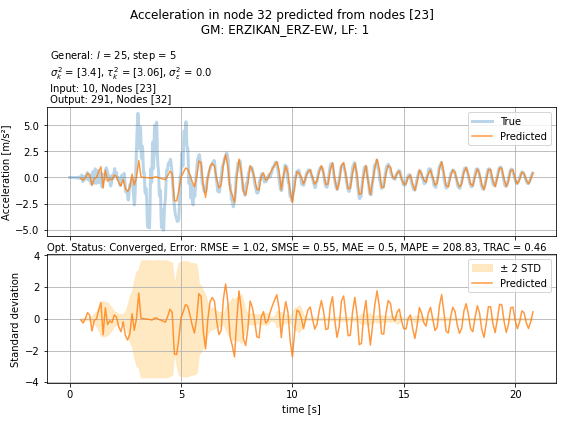 Acceleration in node 32 predicted from nodes [23]
GM: ERZIKAN_ERZ-EW, LF: 1
General: l = 25, step = 5
σ²ₖ = [3.4], τ²ₖ = [3.06], σ²ε = 0.0
Input: 10, Nodes [23]
Output: 291, Nodes [32]
Acceleration [m/s²]
5.0
2.5
0.0
−2.5
−5.0
True
Predicted
Opt. Status: Converged, Error: RMSE = 1.02, SMSE = 0.55, MAE = 0.5, MAPE = 208.83, TRAC = 0.46
Standard deviation
4
2
0
−2
−4
± 2 STD
Predicted
0 5 10 15 20
time [s]